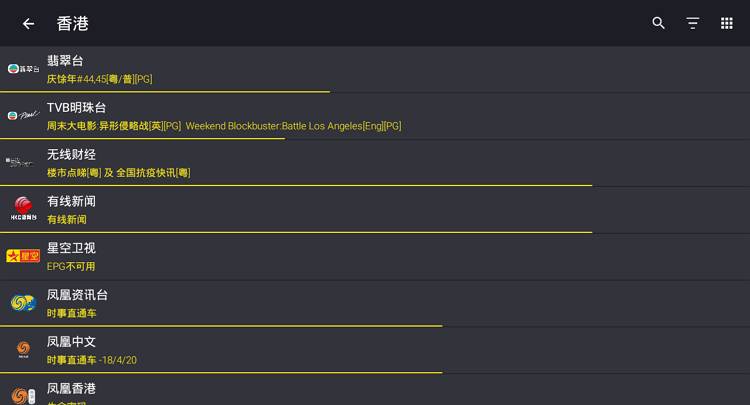 香港
翡翠台
庆馀年#44,45[粤/普][PG]
TVB明珠台
周末大电影:异形侵略战[英][PG] Weekend Blockbuster:Battle Los Angeles[Eng][PG]
无线财经
楼市点睇[粤] 及 全国抗疫快讯[粤]
有线新闻
有线新闻
星空卫视
EPG不可用
凤凰资讯台
时事直通车
凤凰中文
时事直通车 -18/4/20
凤凰香港